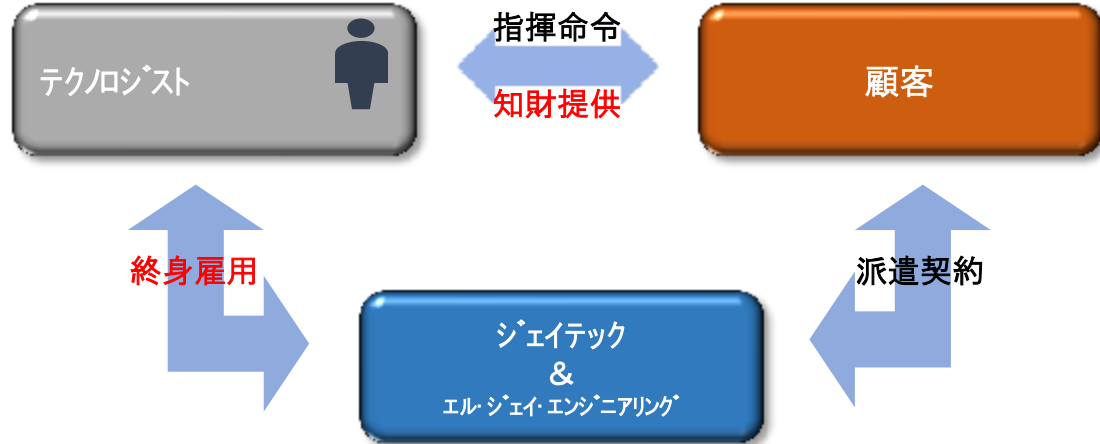 テクノロジスト
指揮命令
知財提供
顧客
終身雇用
派遣契約
ジェイテック
&
エル・ジェイ・エンジニアリング